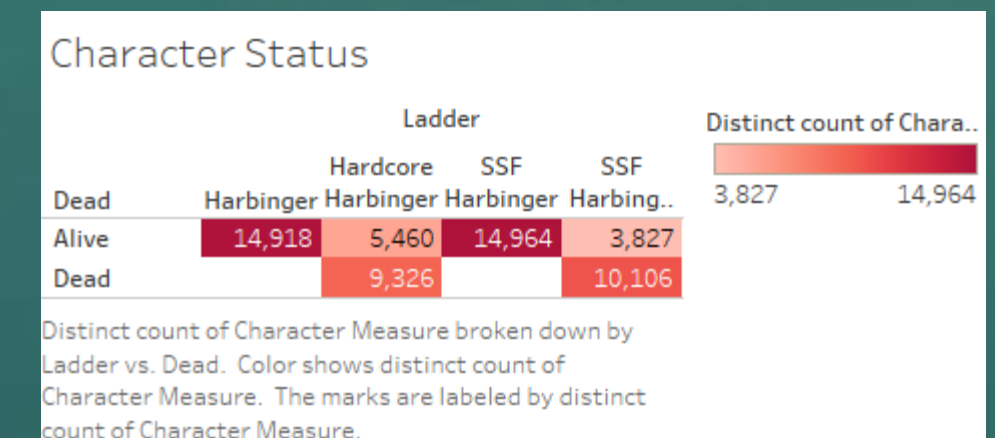 Character Status
Ladder
Distinct count of Chara..
Hardcore SSF SSF
Dead Harbinger Harbinger Harbinger Harbing..
3,827 14,964
Alive 14,918 5,460 14,964 3,827
Dead 9,326 10,106
Distinct count of Character Measure broken down by
Ladder vs. Dead. Color shows distinct count of
Character Measure. The marks are labeled by distinct
count of Character Measure.